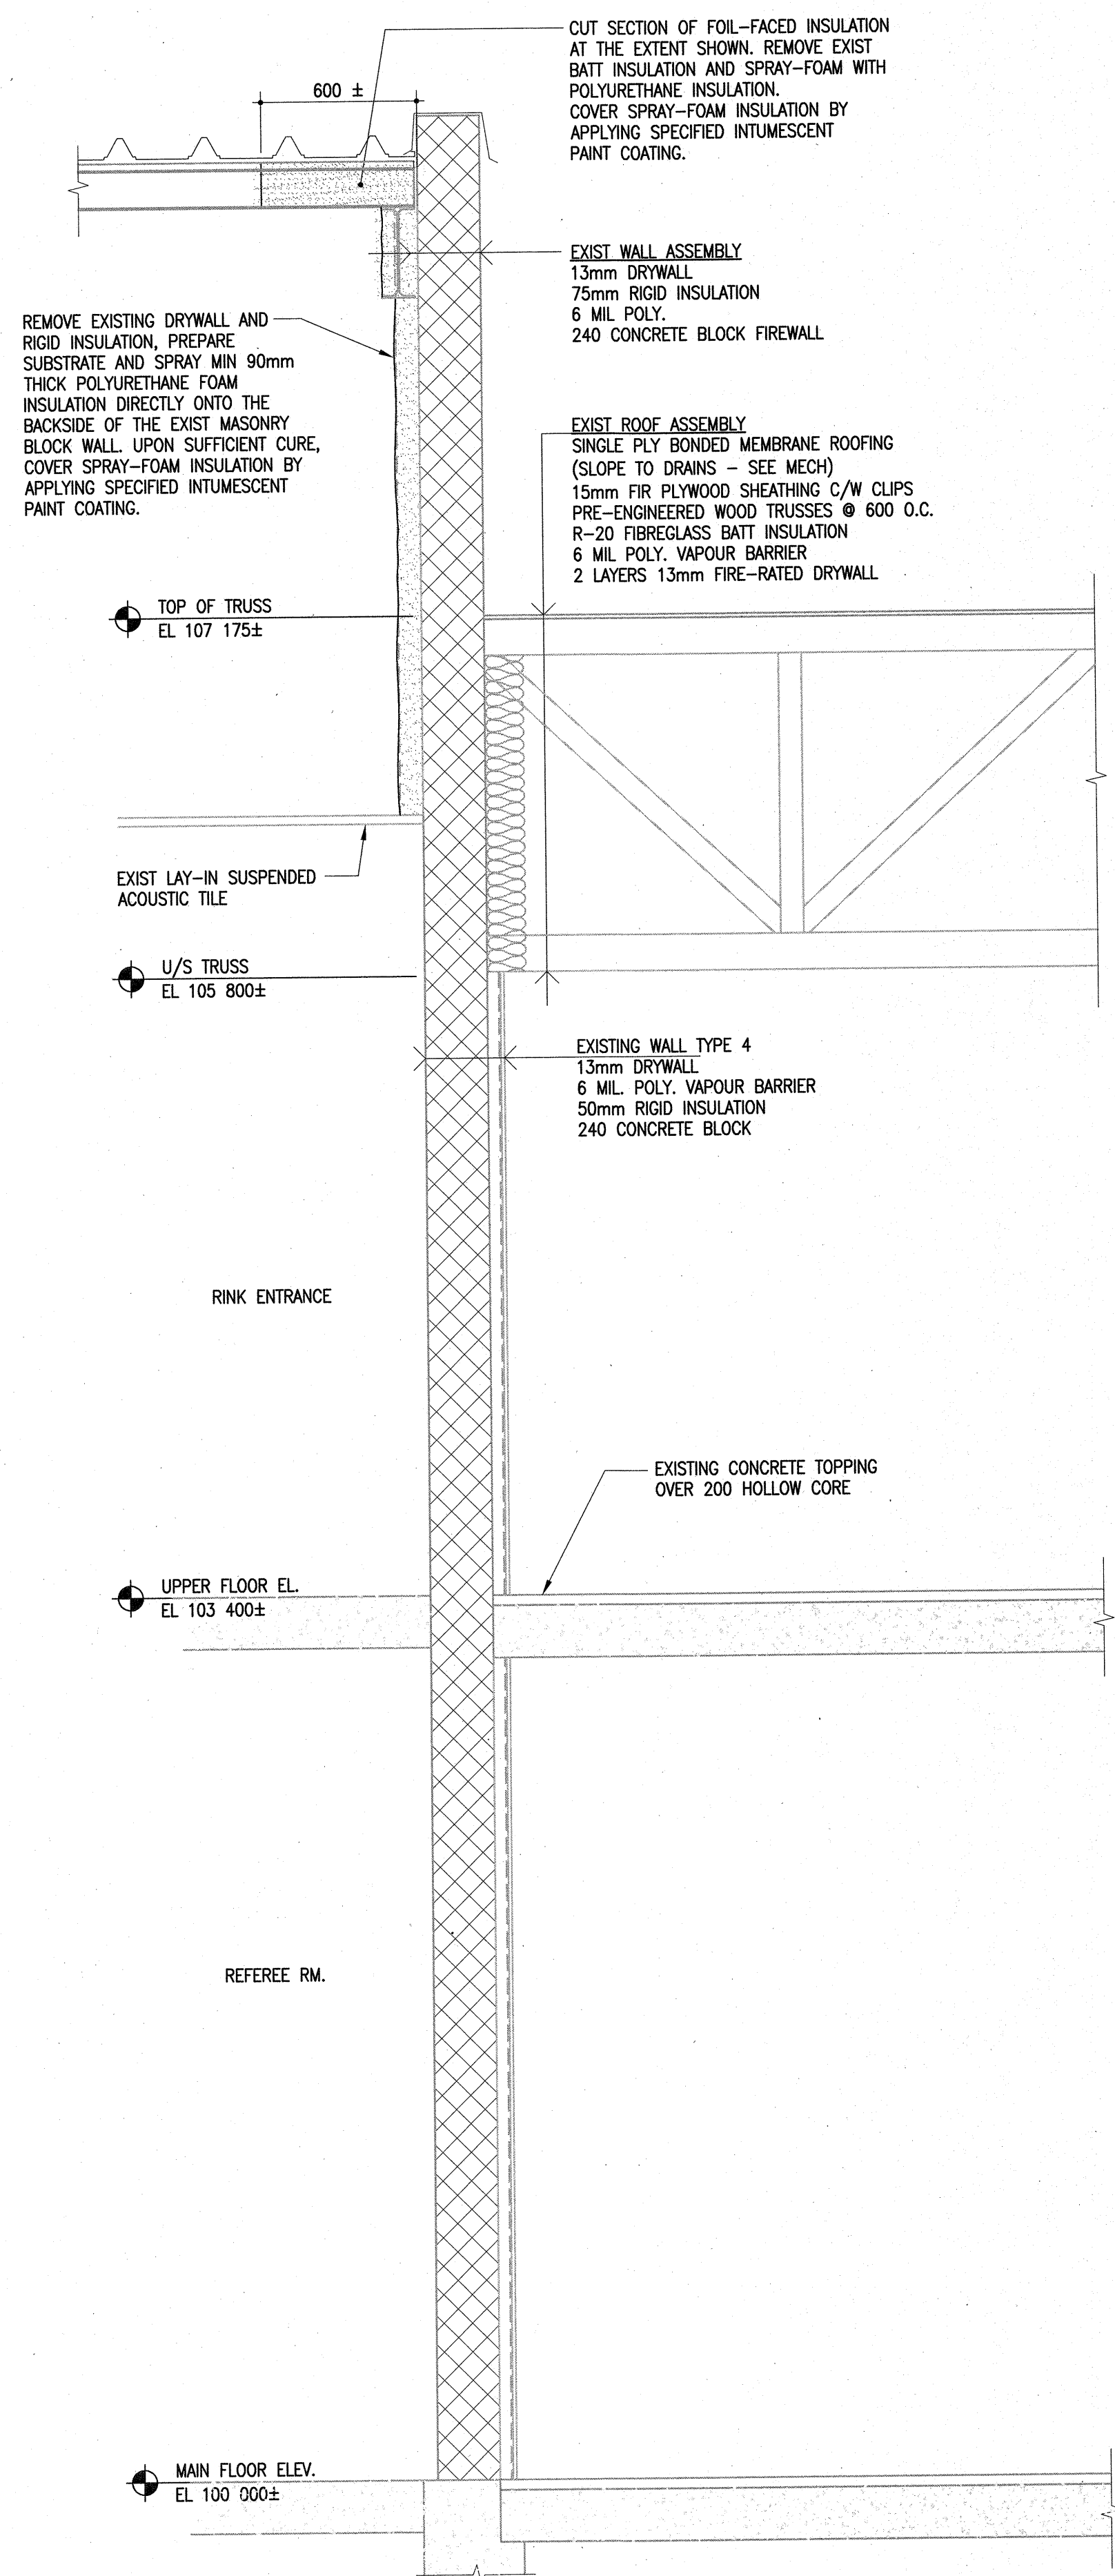 CUT SECTION OF FOIL-FACED INSULATION
AT THE EXTENT SHOWN. REMOVE EXIST
BATT INSULATION AND SPRAY-FOAM WITH
POLYURETHANE INSULATION.
COVER SPRAY-FOAM INSULATION BY
APPLYING SPECIFIED INTUMESCENT
PAINT COATING.
600 ±
EXIST WALL ASSEMBLY
13mm DRYWALL
75mm RIGID INSULATION
6 MIL POLY.
240 CONCRETE BLOCK FIREWALL
REMOVE EXISTING DRYWALL AND
RIGID INSULATION, PREPARE
SUBSTRATE AND SPRAY MIN 90mm
THICK POLYURETHANE FOAM
INSULATION DIRECTLY ONTO THE
BACKSIDE OF THE EXIST MASONRY
BLOCK WALL. UPON SUFFICIENT CURE,
COVER SPRAY-FOAM INSULATION BY
APPLYING SPECIFIED INTUMESCENT
PAINT COATING.
EXIST ROOF ASSEMBLY
SINGLE PLY BONDED MEMBRANE ROOFING
(SLOPE TO DRAINS - SEE MECH)
15mm FIR PLYWOOD SHEATHING C/W CLIPS
PRE-ENGINEERED WOOD TRUSSES @ 600 O.C.
R-20 FIBREGLASS BATT INSULATION
6 MIL POLY. VAPOUR BARRIER
2 LAYERS 13mm FIRE-RATED DRYWALL
TOP OF TRUSS
EL 107 175±
EXIST LAY-IN SUSPENDED
ACOUSTIC TILE
U/S TRUSS
EL 105 800±
EXISTING WALL TYPE 4
13mm DRYWALL
6 MIL. POLY. VAPOUR BARRIER
50mm RIGID INSULATION
240 CONCRETE BLOCK
RINK ENTRANCE
EXISTING CONCRETE TOPPING
OVER 200 HOLLOW CORE
UPPER FLOOR EL.
EL 103 400±
REFEREE RM.
MAIN FLOOR ELEV.
EL 100 000±